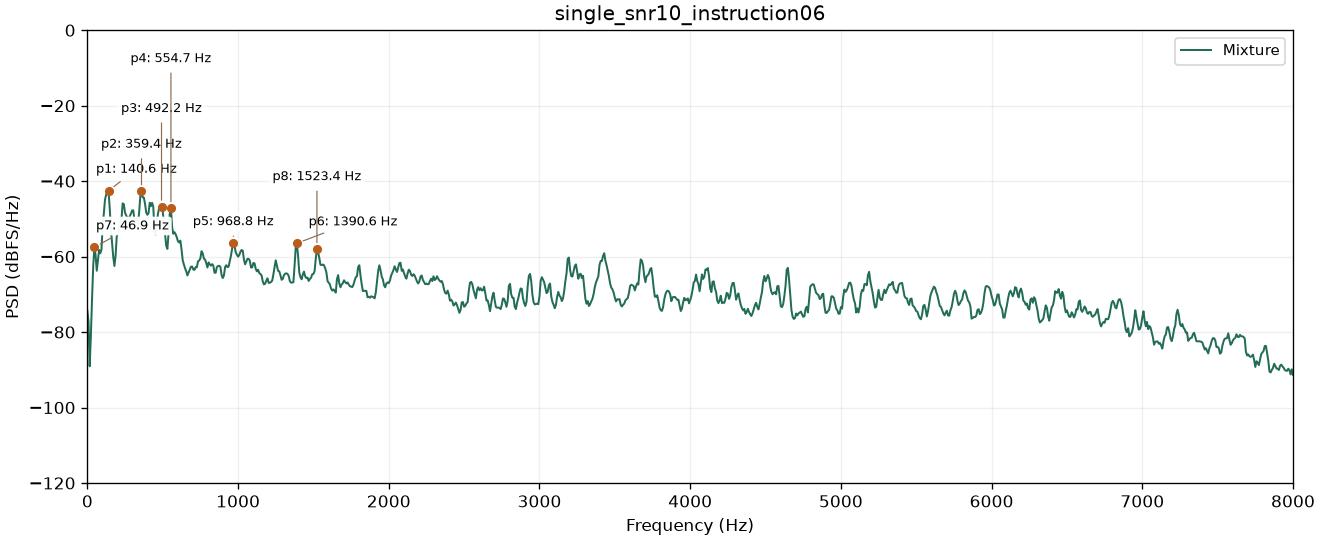 single_snr10_instruction06
Mixture
p4: 554.7 Hz
p3: 492.2 Hz
p2: 359.4 Hz
p1: 140.6 Hz
p8: 1523.4 Hz
p7: 46.9 Hz
p5: 968.8 Hz
p6: 1390.6 Hz
PSD (dBFS/Hz)
0
−20
−40
−60
−80
−100
−120
0 1000 2000 3000 4000 5000 6000 7000 8000
Frequency (Hz)